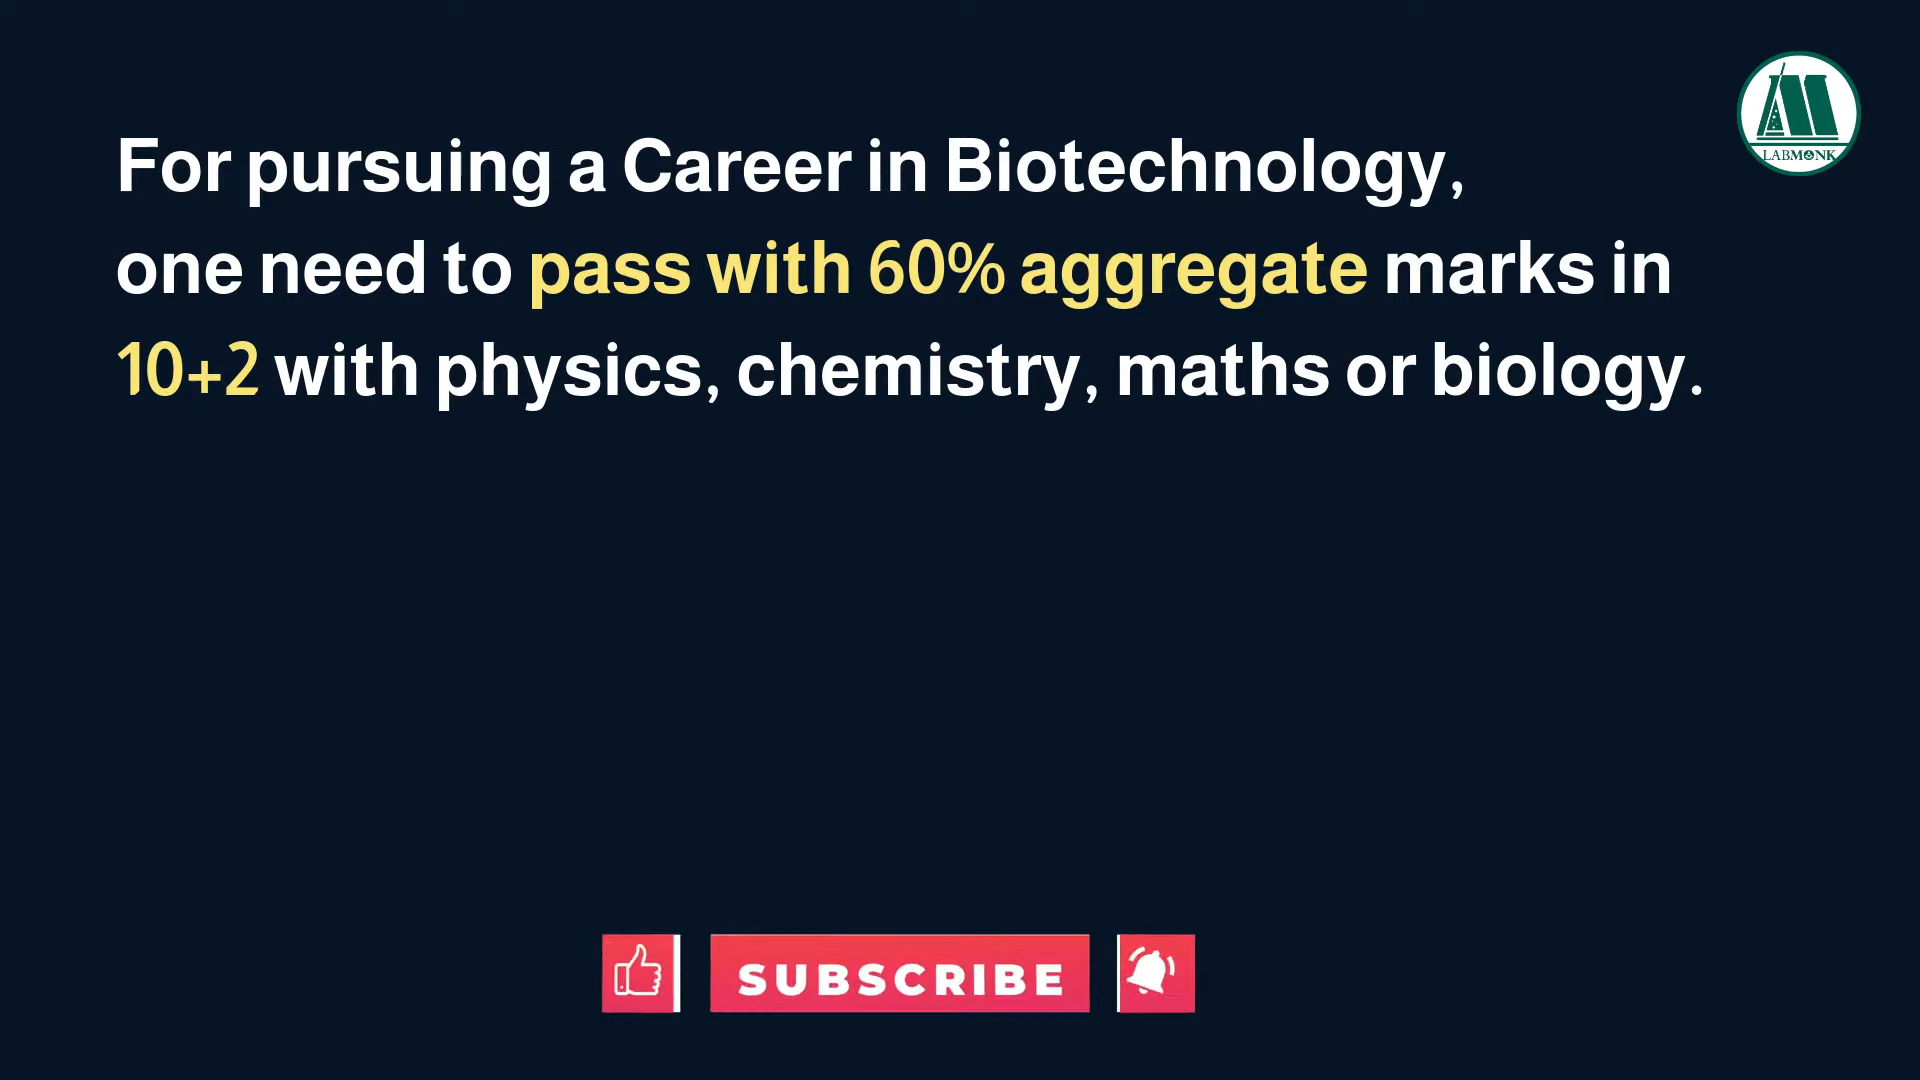 LABMONK
For pursuing a Career in Biotechnology,
one need to pass with 60% aggregate marks in
10+2 with physics, chemistry, maths or biology.
SUBSCRIBE